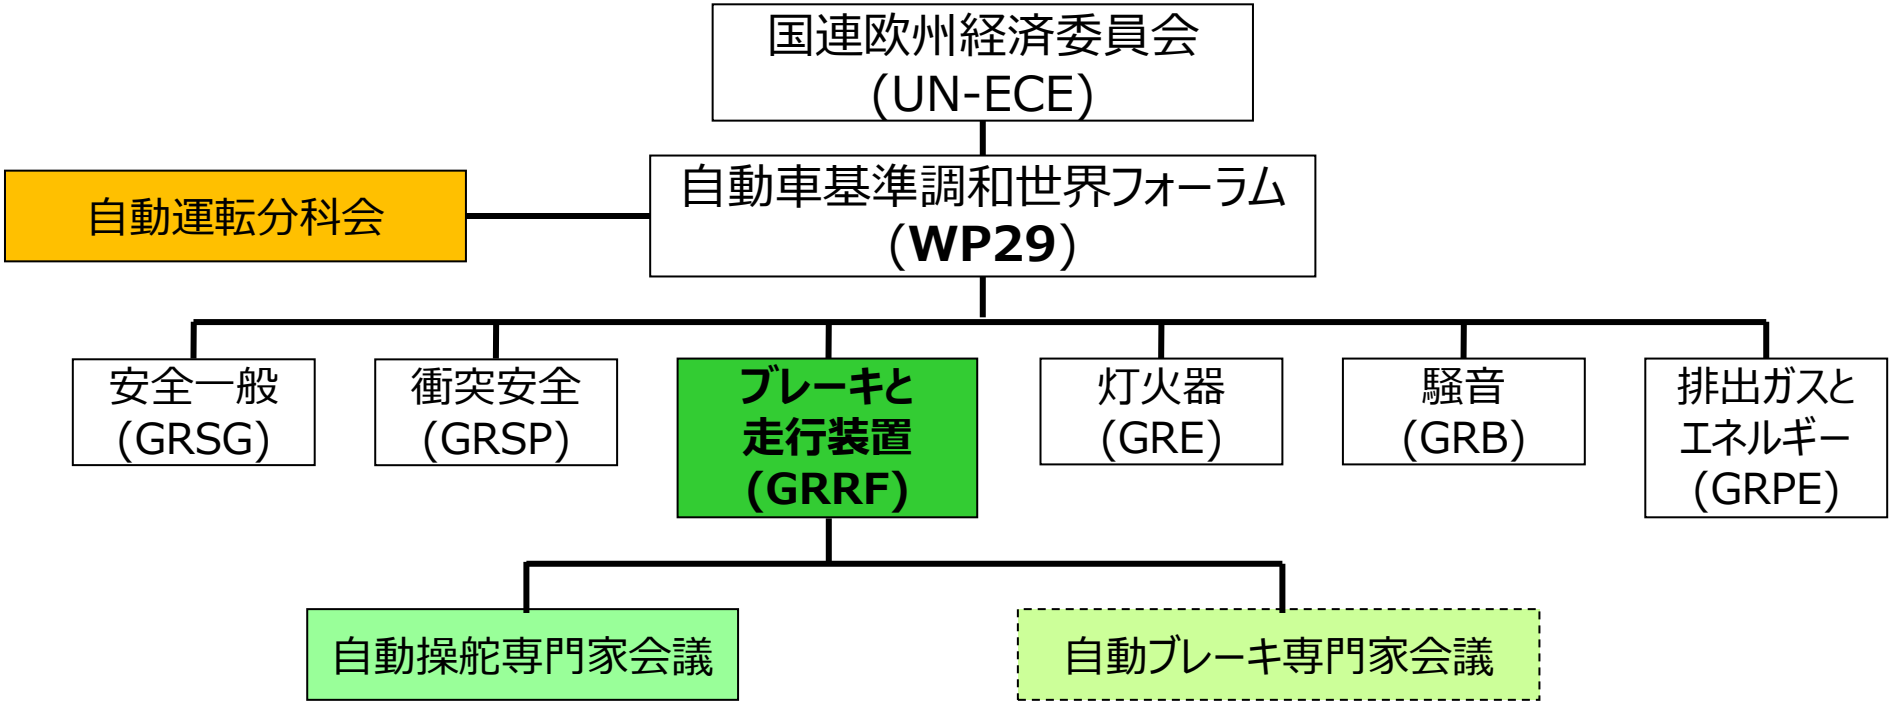 国連欧州経済委員会
(UN-ECE)
自動車基準調和世界フォーラム
(WP29)
自動運転分科会
安全一般
(GRSG)
衝突安全
(GRSP)
ブレーキと
走行装置
(GRRF)
灯火器
(GRE)
騒音
(GRB)
排出ガスと
エネルギー
(GRPE)
自動操舵専門家会議
自動ブレーキ専門家会議